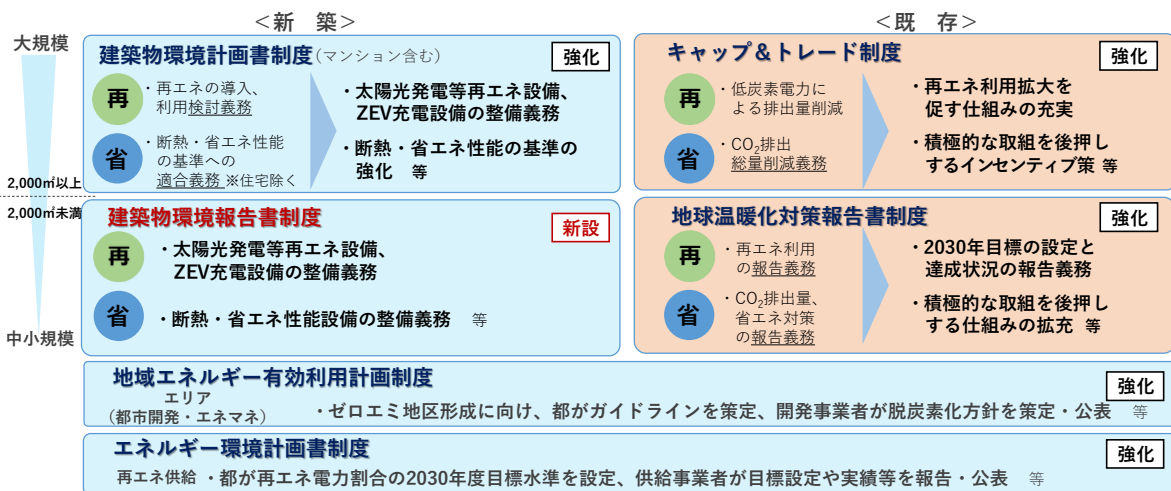 ＜新　築＞
＜既　存＞
大規模
2,000㎡以上
2,000㎡未満
中小規模
建築物環境計画書制度(マンション含む)
強化
再
・再エネの導入、
利用検討義務
省
・断熱・省エネ性能
の基準への
適合義務 ※住宅除く
・太陽光発電等再エネ設備、
ZEV充電設備の整備義務
・断熱・省エネ性能の基準の
強化　等
キャップ＆トレード制度
強化
再
・低炭素電力に
よる排出量削減
省
・CO₂排出
総量削減義務
・再エネ利用拡大を
促す仕組みの充実
・積極的な取組を後押し
するインセンティブ策 等
建築物環境報告書制度
新設
再
・太陽光発電等再エネ設備、
ZEV充電設備の整備義務
省
・断熱・省エネ性能設備の整備義務　等
地球温暖化対策報告書制度
強化
再
・再エネ利用
の報告義務
省
・CO₂排出量、
省エネ対策
の報告義務
・2030年目標の設定と
達成状況の報告義務
・積極的な取組を後押し
する仕組みの拡充　等
地域エネルギー有効利用計画制度
強化
エリア
(都市開発・エネマネ)
・ゼロエミ地区形成に向け、都がガイドラインを策定、開発事業者が脱炭素化方針を策定・公表　等
エネルギー環境計画書制度
強化
再エネ供給 ・都が再エネ電力割合の2030年度目標水準を設定、供給事業者が目標設定や実績等を報告・公表　等